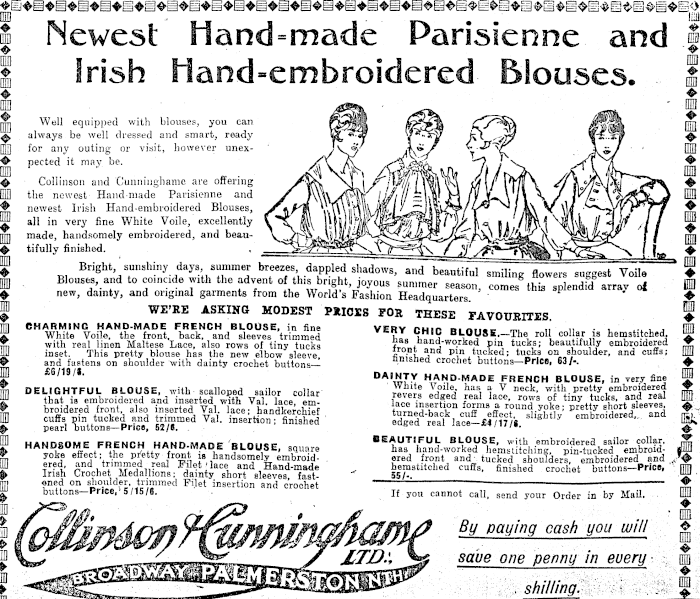 Newest Hand-made Parisienne and
Irish Hand-embroidered Blouses.
Well equipped with blouses, you can
always be well dressed and smart, ready
for any outing or visit, however unex-
pected it may be.
Collinson and Cunninghame are offering
the newest Hand-made Parisienne and
newest Irish Hand-embroidered Blouses,
all in very fine White Voile, excellently
made, handsomely embroidered, and beau-
tifully finished.
Bright, sunshiny days, summer breezes, dappled shadows, and beautiful smiling flowers suggest Voile
Blouses, and to coincide with the advent of this bright, joyous summer season, comes this splendid array of
new, dainty, and original garments from the World's Fashion Headquarters.
WE'RE ASKING MODEST PRICES FOR THESE FAVOURITES.
CHARMING HAND-MADE FRENCH BLOUSE, in fine
White Voile, the front, back, and sleeves trimmed
with real linen Maltese Lace, also rows of tiny tucks
inset. This pretty blouse has the new elbow sleeve,
and fastens on shoulder with dainty crochet buttons—
£6/19/6.
DELIGHTFUL BLOUSE, with scalloped sailor collar
that is embroidered and inserted with Val. lace, em-
broidered front, also inserted Val. lace; handkerchief
cuffs pin tucked and trimmed Val. insertion; finished
pearl buttons—Price, 52/6.
HANDSOME FRENCH HAND-MADE BLOUSE, square
yoke effect; the pretty front is handsomely embroid-
ered, and trimmed real Filet lace and Hand-made
Irish Crochet Medallions; dainty short sleeves, fast-
ened on shoulder, trimmed Filet insertion and crochet
buttons—Price, 5/15/6.
VERY CHIC BLOUSE.—The roll collar is hemstitched,
has hand-worked pin tucks; beautifully embroidered
front and pin tucked; tucks on shoulder, and cuffs;
finished crochet buttons—Price, 63/-.
DAINTY HAND-MADE FRENCH BLOUSE, in very fine
White Voile, has a V neck, with pretty embroidered
revers edged real lace, rows of tiny tucks, and real
lace insertion forms a round yoke; pretty short sleeves,
turned-back cuff effect, slightly embroidered, and
edged real lace—£4/17/6.
BEAUTIFUL BLOUSE, with embroidered sailor collar,
has hand-worked hemstitching, pin-tucked embroid-
ered front and tucked shoulders, embroidered and
hemstitched cuffs, finished crochet buttons—Price,
55/-.
If you cannot call, send your Order in by Mail.
Collinson & Cunninghame
LTD.,
BROADWAY PALMERSTON NTH.
By paying cash you will
save one penny in every
shilling.